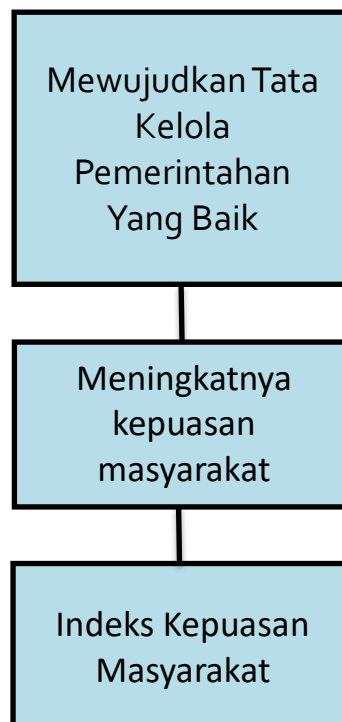 Mewujudkan Tata
Kelola
Pemerintahan
Yang Baik
Meningkatnya
kepuasan
masyarakat
Indeks Kepuasan
Masyarakat